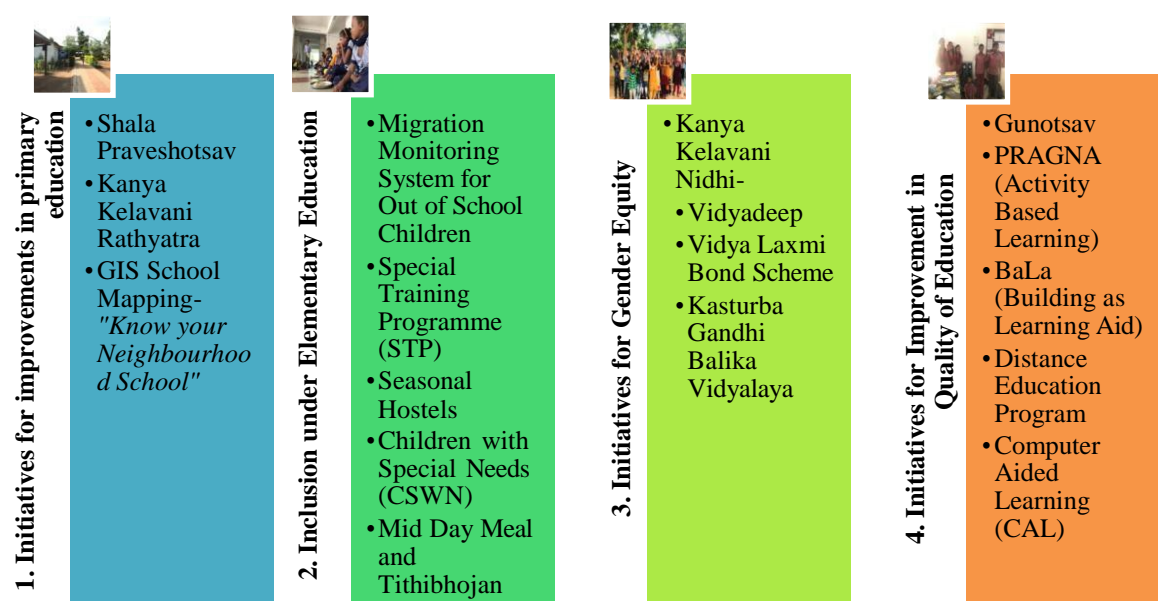 1. Initiatives for improvements in primary
education
•Shala
Praveshotsav
•Kanya
Kelavani
Rathyatra
•GIS School
Mapping-
"Know your
Neighbourhoo
d School"
2. Inclusion under Elementary Education
•Migration
Monitoring
System for
Out of School
Children
•Special
Training
Programme
(STP)
•Seasonal
Hostels
•Children with
Special Needs
(CSWN)
•Mid Day Meal
and
Tithibhojan
3. Initiatives for Gender Equity
•Kanya
Kelavani
Nidhi-
•Vidyadeep
•Vidya Laxmi
Bond Scheme
•Kasturba
Gandhi
Balika
Vidyalaya
4. Initiatives for Improvement in
Quality of Education
•Gunotsav
•PRAGNA
(Activity
Based
Learning)
•BaLa
(Building as
Learning Aid)
•Distance
Education
Program
•Computer
Aided
Learning
(CAL)